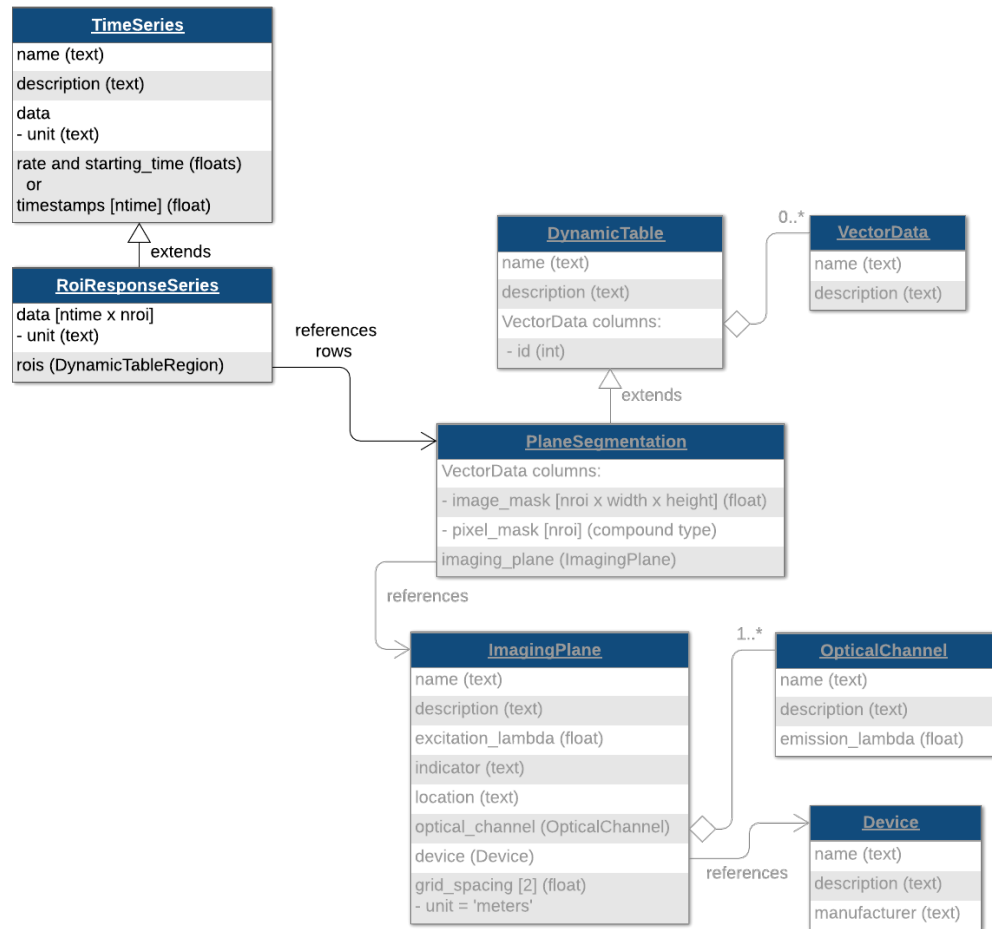 TimeSeries
name (text)
description (text)
data
- unit (text)
rate and starting_time (floats)
or
timestamps [ntime] (float)
extends
RoiResponseSeries
data [ntime x nroi]
- unit (text)
rois (DynamicTableRegion)
references
rows
DynamicTable
name (text)
description (text)
VectorData columns:
- id (int)
0..*
VectorData
name (text)
description (text)
extends
PlaneSegmentation
VectorData columns:
- image_mask [nroi x width x height] (float)
- pixel_mask [nroi] (compound type)
imaging_plane (ImagingPlane)
references
ImagingPlane
name (text)
description (text)
excitation_lambda (float)
indicator (text)
location (text)
optical_channel (OpticalChannel)
device (Device)
grid_spacing [2] (float)
- unit = 'meters'
1..*
OpticalChannel
name (text)
description (text)
emission_lambda (float)
references
Device
name (text)
description (text)
manufacturer (text)